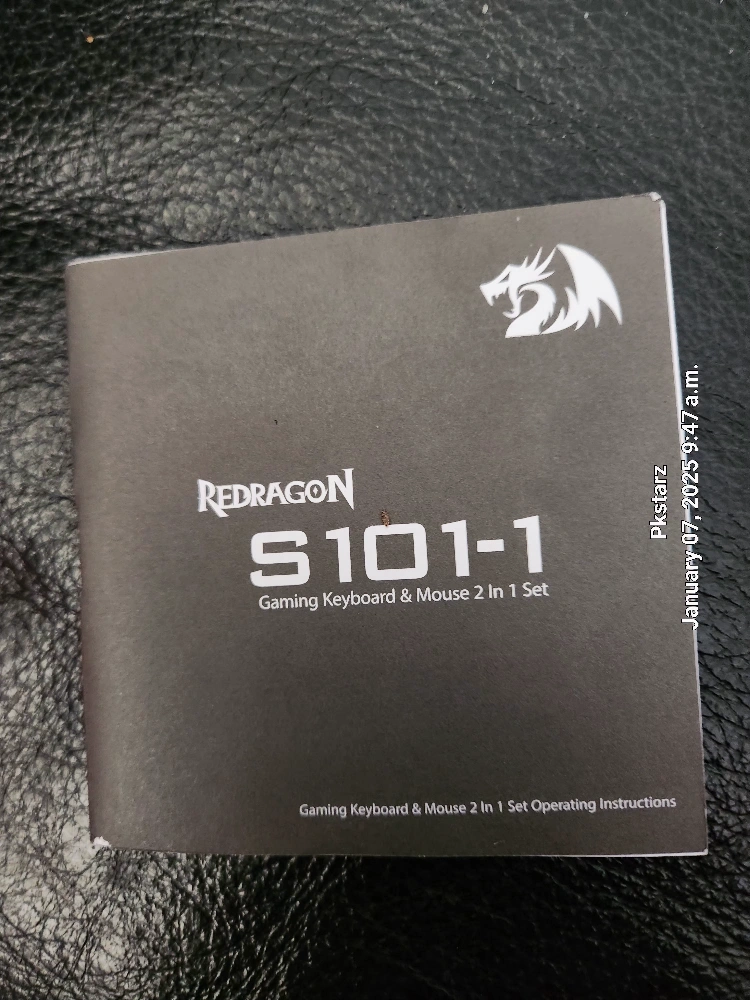 REDRAGON
S101-1
Gaming Keyboard & Mouse 2 In 1 Set
Gaming Keyboard & Mouse 2 In 1 Set Operating Instructions
Pkstarz
January 07, 2025 9:47 a.m.